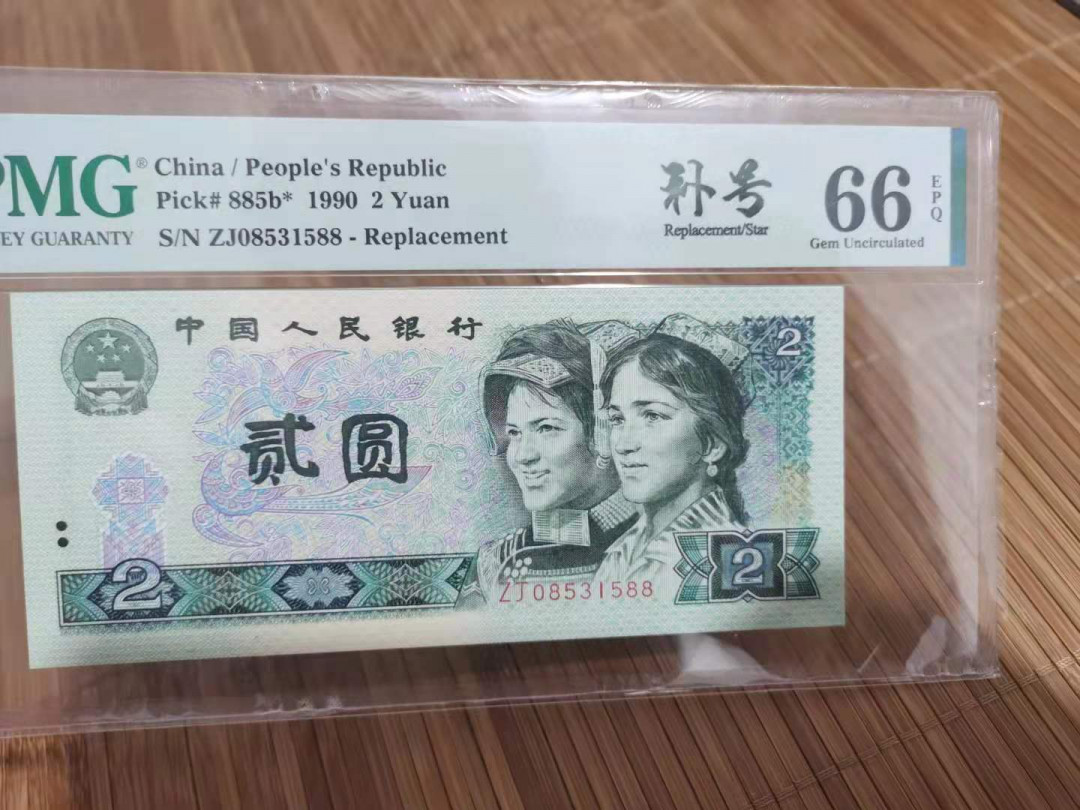 PMG®
EY GUARANTY
China / People's Republic
Pick# 885b* 1990 2 Yuan
S/N ZJ08531588 - Replacement
补号
Replacement/Star
66
Gem Uncirculated
EPQ
中国人民银行
2
贰圆
2
ZJ08531588
2